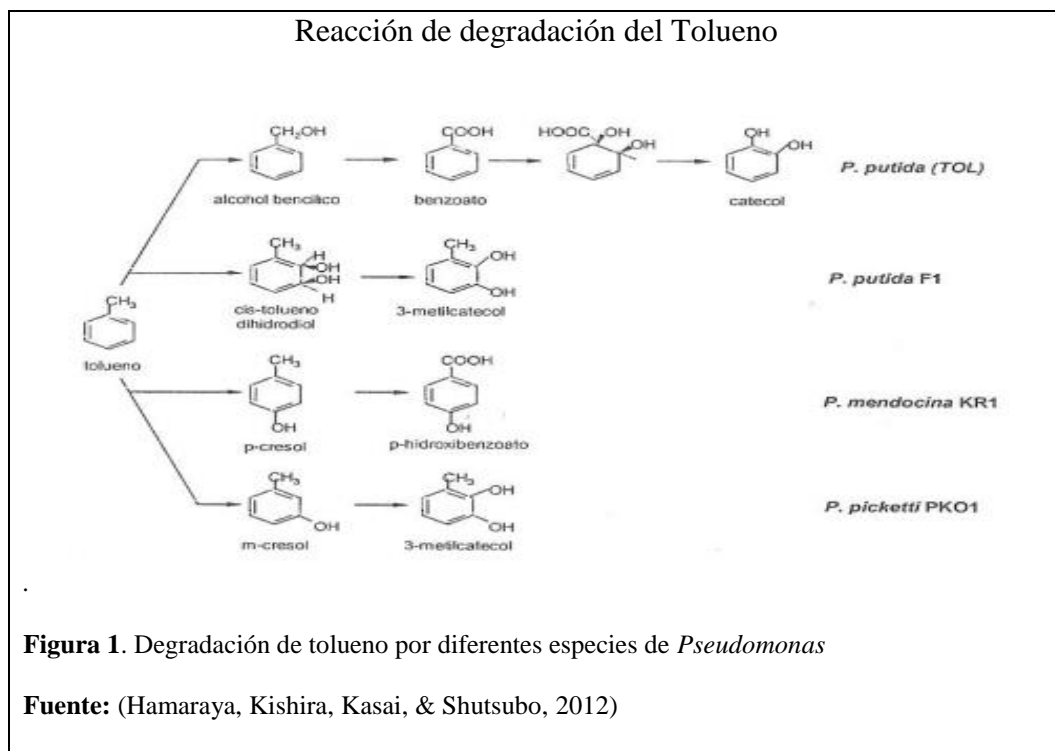 Reacción de degradación del Tolueno
CH₂OH
COOH
HOOC
OH
OH
OH
OH
alcohol bencílico
benzoato
catecol
P. putida (TOL)
CH₃
H
OH
OH
H
CH₃
OH
OH
cis-tolueno
dihidrodiol
3-metilcatecol
P. putida F1
CH₃
tolueno
CH₃
OH
p-cresol
COOH
OH
p-hidroxibenzoato
P. mendocina KR1
CH₃
OH
m-cresol
CH₃
OH
OH
3-metilcatecol
P. picketti PKO1
.
Figura 1. Degradación de tolueno por diferentes especies de Pseudomonas
Fuente: (Hamaraya, Kishira, Kasai, & Shutsubo, 2012)